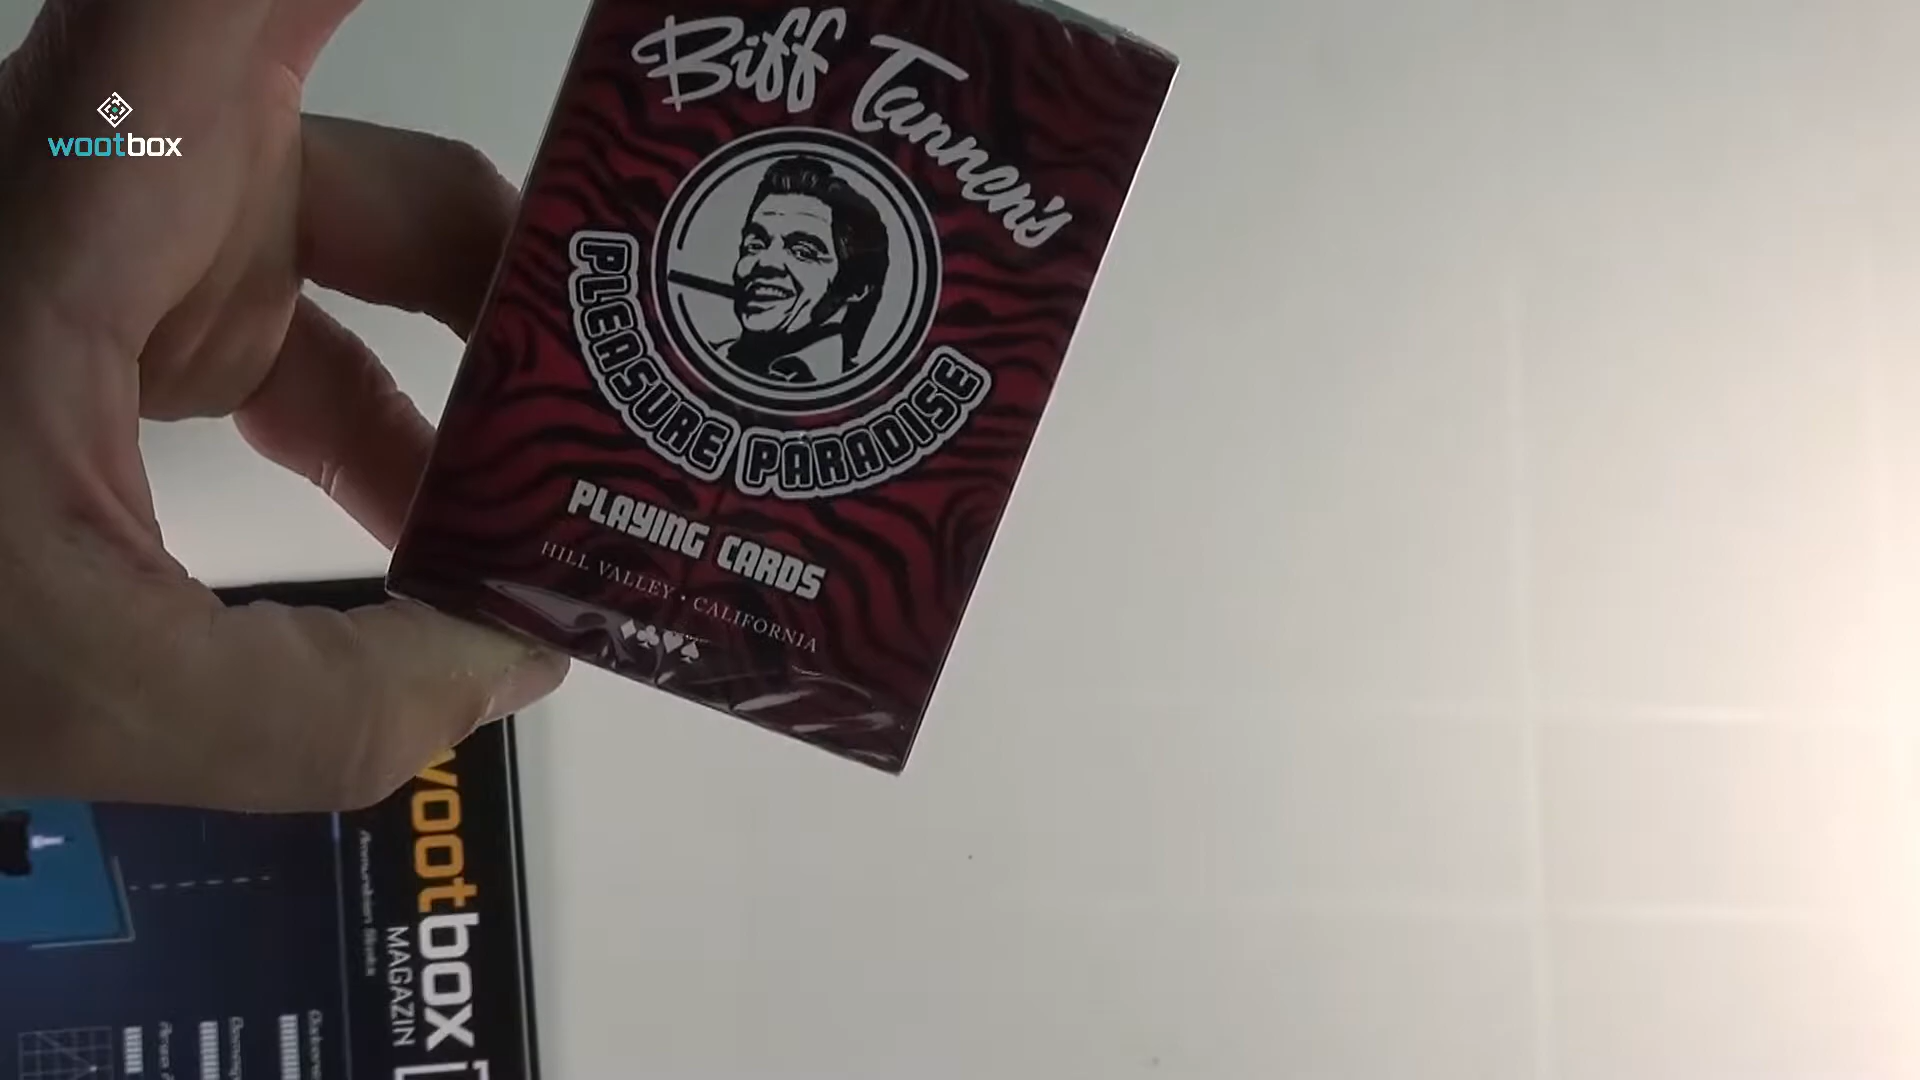 wootbox
Biff Tannen's
PLEASURE PARADISE
PLAYING CARDS
HILL VALLEY • CALIFORNIA
wootbox
MAGAZIN